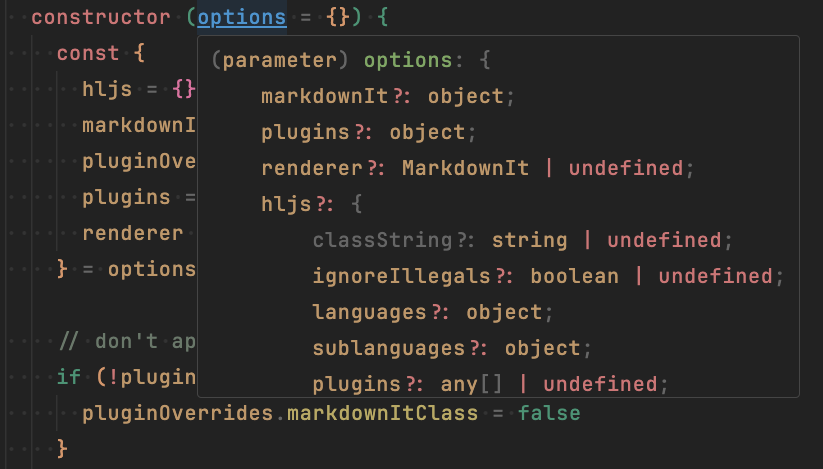 constructor (options = {}) {
const {
(parameter) options: {
hljs = {}
markdownIt?: object;
markdownI
plugins?: object;
pluginOve
renderer?: MarkdownIt | undefined;
plugins =
hljs?: {
renderer
classString?: string | undefined;
} = options
ignoreIllegals?: boolean | undefined;
languages?: object;
// don't ap
sublanguages?: object;
if (!plugin
plugins?: any[] | undefined;
pluginOverrides.markdownItClass = false
}